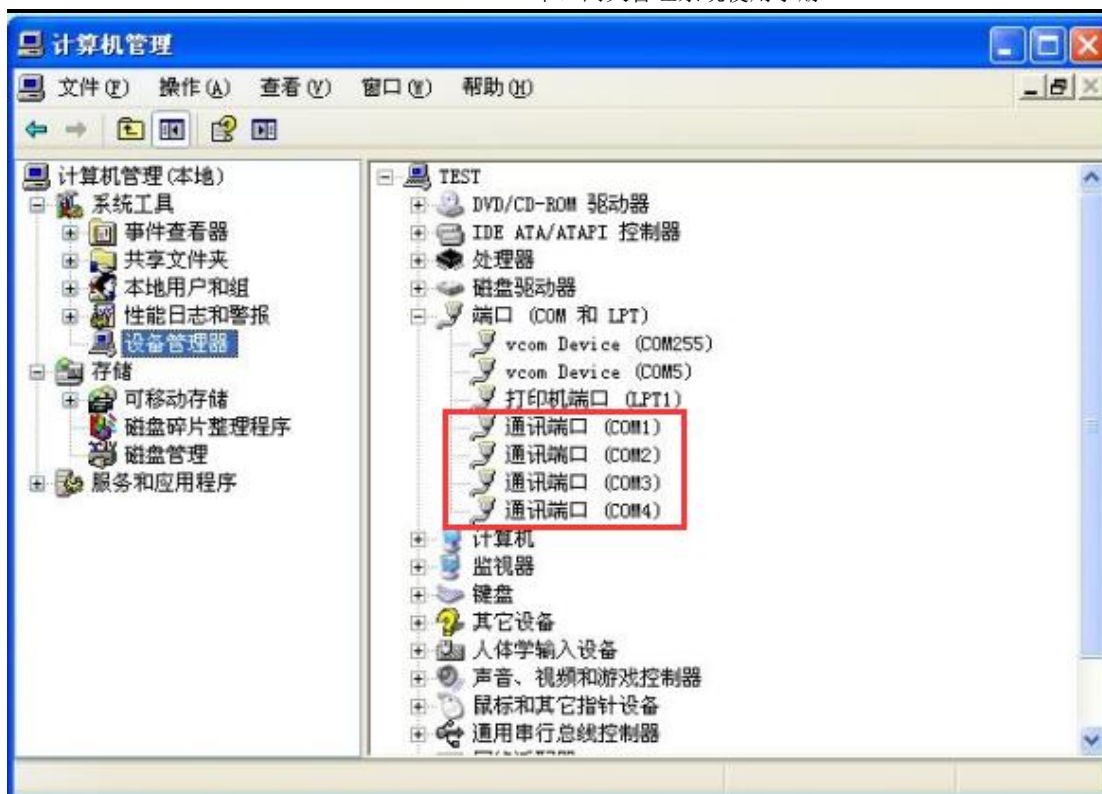 计算机管理
文件(F) 操作(A) 查看(V) 窗口(W) 帮助(H)
计算机管理(本地)
系统工具
事件查看器
共享文件夹
本地用户和组
性能日志和警报
设备管理器
存储
可移动存储
磁盘碎片整理程序
磁盘管理
服务和应用程序
TEST
DVD/CD-ROM 驱动器
IDE ATA/ATAPI 控制器
处理器
磁盘驱动器
端口 (COM 和 LPT)
vcom Device (COM255)
vcom Device (COM5)
打印机端口 (LPT1)
通讯端口 (COM1)
通讯端口 (COM2)
通讯端口 (COM3)
通讯端口 (COM4)
计算机
监视器
键盘
其它设备
人体学输入设备
声音、视频和游戏控制器
鼠标和其它指针设备
通用串行总线控制器